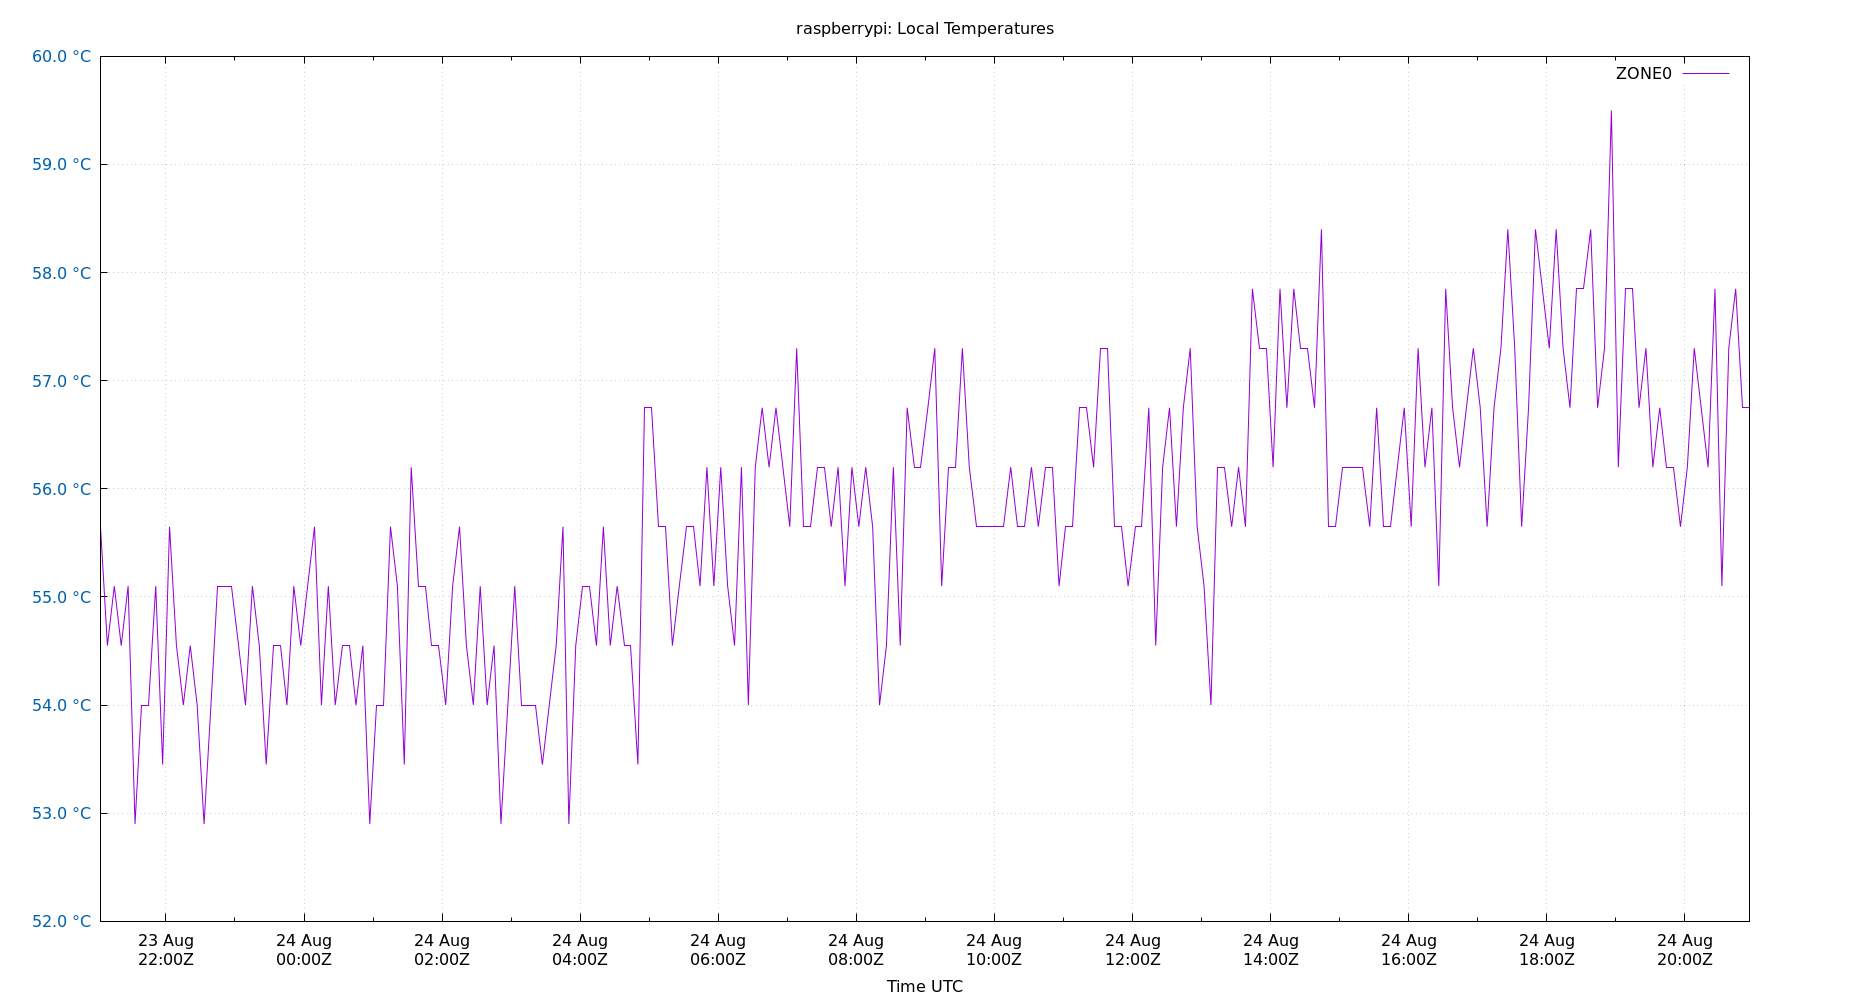 raspberrypi: Local Temperatures
60.0 °C
ZONE0
59.0 °C
58.0 °C
57.0 °C
56.0 °C
55.0 °C
54.0 °C
53.0 °C
52.0 °C
23 Aug 24 Aug 24 Aug 24 Aug 24 Aug 24 Aug 24 Aug 24 Aug 24 Aug 24 Aug 24 Aug 24 Aug
22:00Z 00:00Z 02:00Z 04:00Z 06:00Z 08:00Z 10:00Z 12:00Z 14:00Z 16:00Z 18:00Z 20:00Z
Time UTC